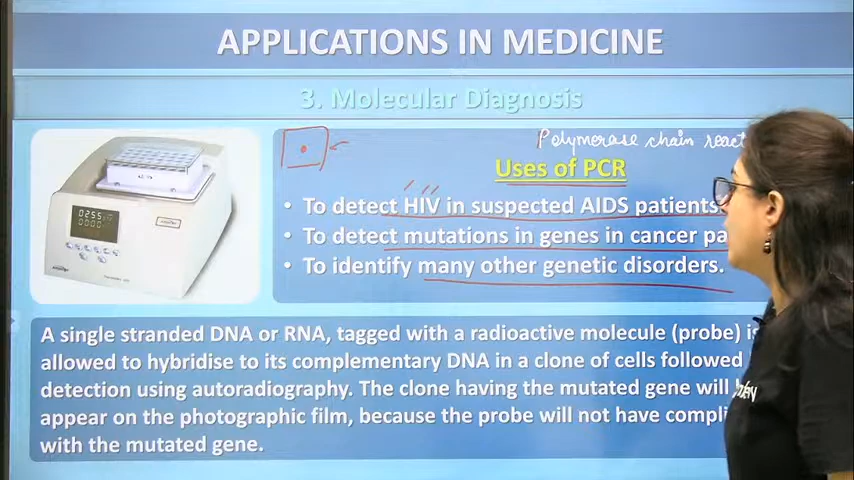 APPLICATIONS IN MEDICINE
3. Molecular Diagnosis
Polymerase chain react
Uses of PCR
• To detect HIV in suspected AIDS patients.
• To detect mutations in genes in cancer pa
• To identify many other genetic disorders.
A single stranded DNA or RNA, tagged with a radioactive molecule (probe) is
allowed to hybridise to its complementary DNA in a clone of cells followed
detection using autoradiography. The clone having the mutated gene will
appear on the photographic film, because the probe will not have compli
with the mutated gene.